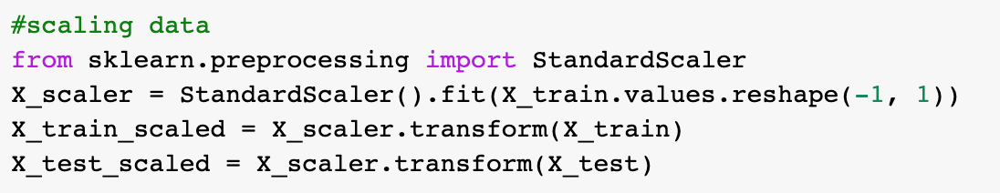 #scaling data
from sklearn.preprocessing import StandardScaler
X_scaler = StandardScaler().fit(X_train.values.reshape(-1, 1))
X_train_scaled = X_scaler.transform(X_train)
X_test_scaled = X_scaler.transform(X_test)